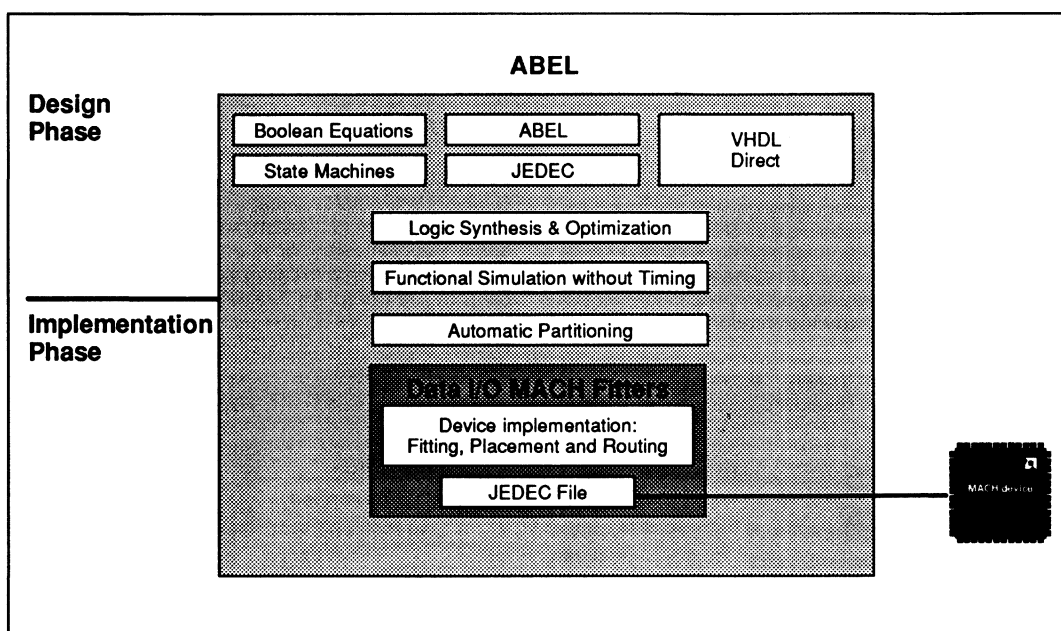 ABEL
Design
Phase
Boolean Equations
ABEL
VHDL
Direct
State Machines
JEDEC
Logic Synthesis & Optimization
Functional Simulation without Timing
Implementation
Phase
Automatic Partitioning
Data I/O MACH Fitters
Device implementation:
Fitting, Placement and Routing
JEDEC File
MACH device